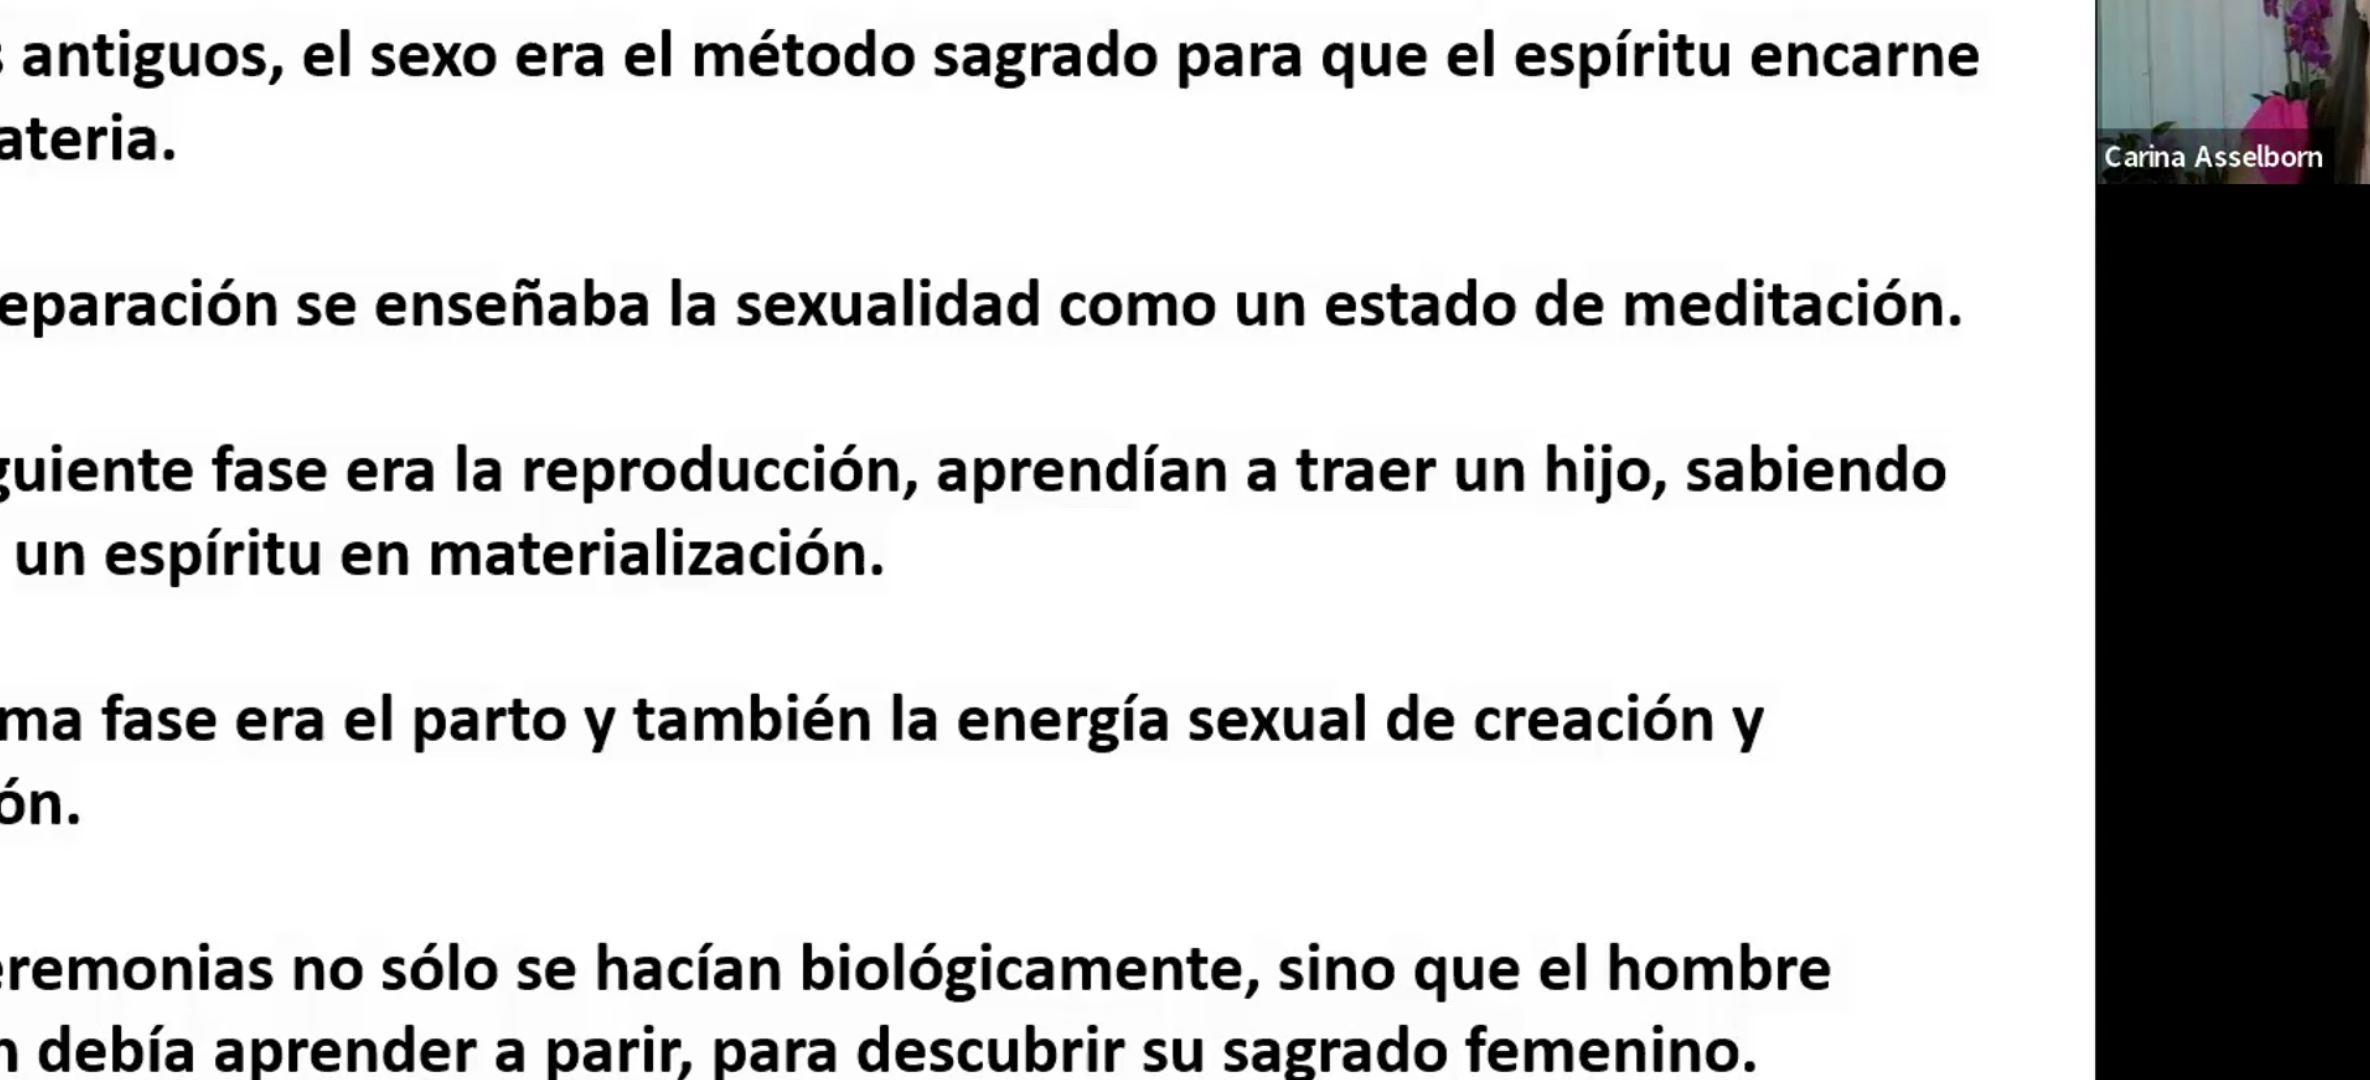 antiguos, el sexo era el método sagrado para que el espíritu encarne
ateria.
eparación se enseñaba la sexualidad como un estado de meditación.
guiente fase era la reproducción, aprendían a traer un hijo, sabiendo
un espíritu en materialización.
ma fase era el parto y también la energía sexual de creación y
ón.
eremonias no sólo se hacían biológicamente, sino que el hombre
n debía aprender a parir, para descubrir su sagrado femenino.
Carina Asselborn